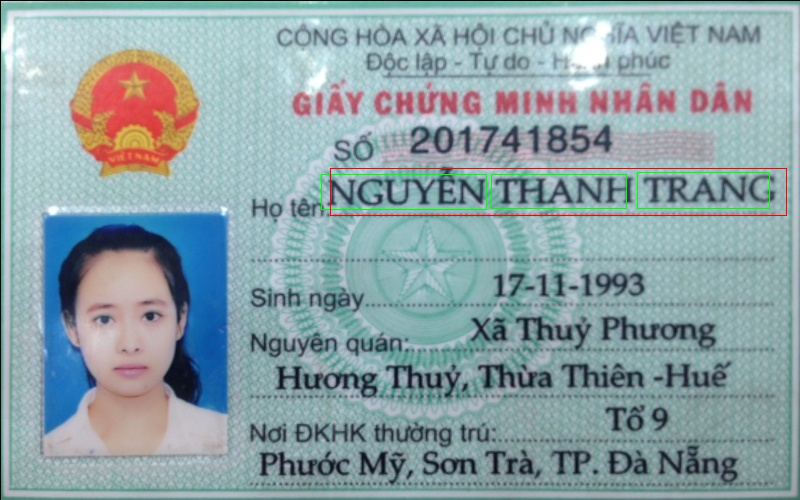 CỘNG HÒA XÃ HỘI CHỦ NGHĨA VIỆT NAM
Độc lập - Tự do - Hạnh phúc
GIẤY CHỨNG MINH NHÂN DÂN
SỐ 201741854
Họ tên NGUYỄN THANH TRANG
Sinh ngày 17-11-1993
Nguyên quán: Xã Thuỷ Phương
Hương Thuỷ, Thừa Thiên -Huế
Nơi ĐKHK thường trú: Tổ 9
Phước Mỹ, Sơn Trà, TP. Đà Nẵng
VIỆT NAM